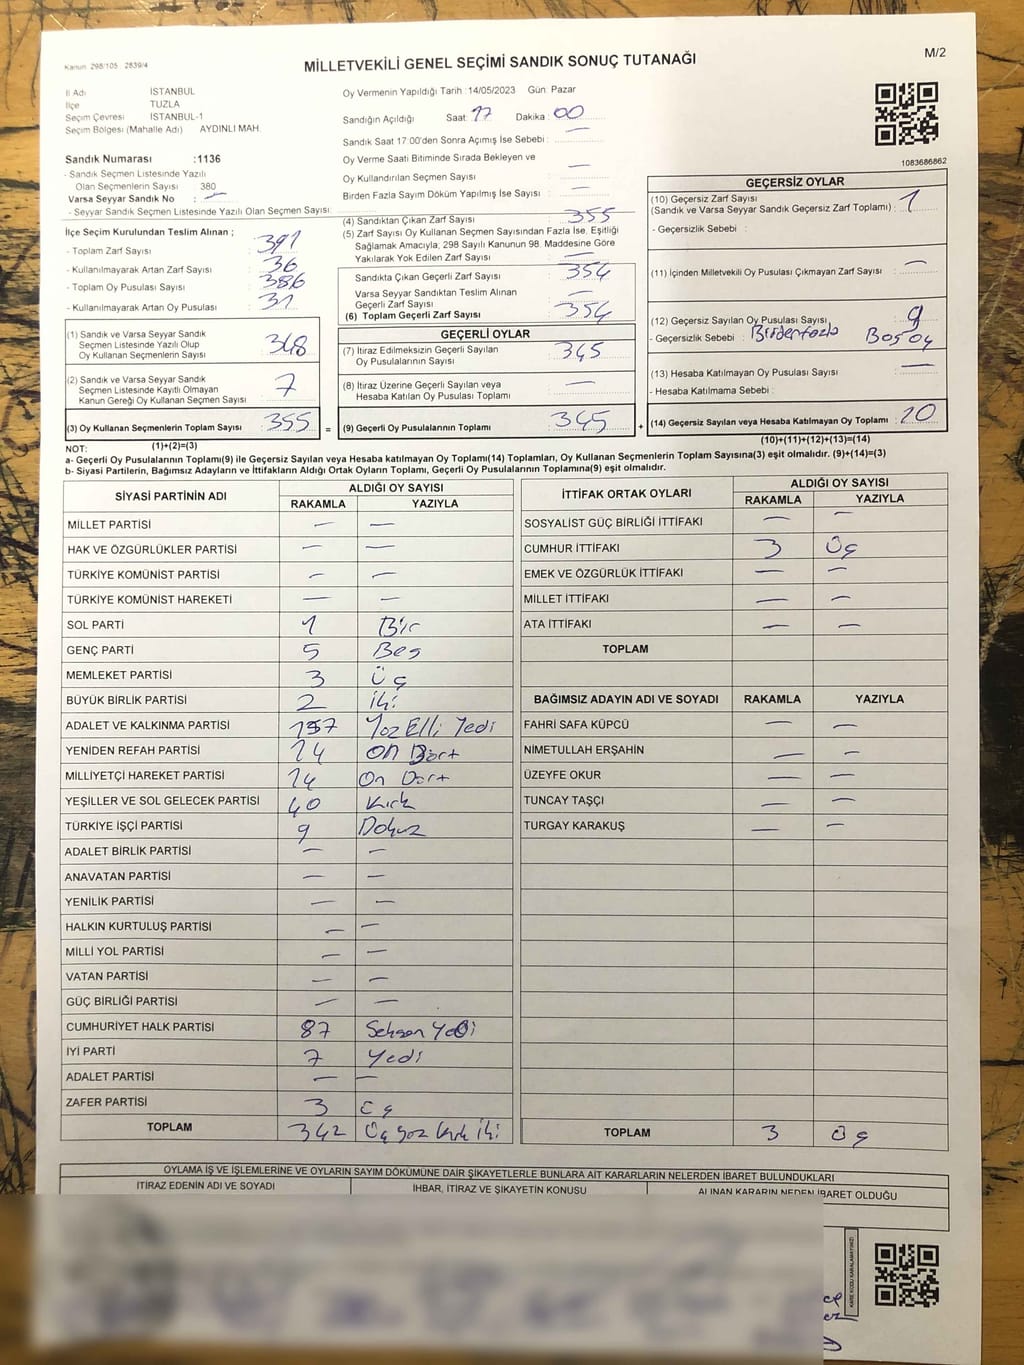 Kanun: 298/105 2839/4
MİLLETVEKİLİ GENEL SEÇİMİ SANDIK SONUÇ TUTANAĞI
M/2
İl Adı İSTANBUL
İlçe TUZLA
Seçim Çevresi İSTANBUL-1
Seçim Bölgesi (Mahalle Adı) AYDINLI MAH.
Oy Vermenin Yapıldığı Tarih :14/05/2023 Gün: Pazar
Sandığın Açıldığı Saat: 17 Dakika: 00
Sandık Saat 17:00'den Sonra Açımış İse Sebebi : —
Oy Verme Saati Bitiminde Sırada Bekleyen ve
Oy Kullandırılan Seçmen Sayısı : —
Birden Fazla Sayım Döküm Yapılmış İse Sayısı : —
1083686862
Sandık Numarası :1136
- Sandık Seçmen Listesinde Yazılı
Olan Seçmenlerin Sayısı 380
Varsa Seyyar Sandık No : —
- Seyyar Sandık Seçmen Listesinde Yazılı Olan Seçmen Sayısı:
İlçe Seçim Kurulundan Teslim Alınan ;
- Toplam Zarf Sayısı : 391
- Kullanılmayarak Artan Zarf Sayısı : 36
- Toplam Oy Pusulası Sayısı : 386
- Kullanılmayarak Artan Oy Pusulası : 31
(1) Sandık ve Varsa Seyyar Sandık
Seçmen Listesinde Yazılı Olup
Oy Kullanan Seçmenlerin Sayısı : 348
(2) Sandık ve Varsa Seyyar Sandık
Seçmen Listesinde Kayıtlı Olmayan
Kanun Gereği Oy Kullanan Seçmen Sayısı : 7
(3) Oy Kullanan Seçmenlerin Toplam Sayısı : 355
(1)+(2)=(3)
(4) Sandıktan Çıkan Zarf Sayısı : 355
(5) Zarf Sayısı Oy Kullanan Seçmen Sayısından Fazla İse, Eşitliği
Sağlamak Amacıyla; 298 Sayılı Kanunun 98. Maddesine Göre
Yakılarak Yok Edilen Zarf Sayısı : —
Sandıkta Çıkan Geçerli Zarf Sayısı : 354
Varsa Seyyar Sandıktan Teslim Alınan
Geçerli Zarf Sayısı : —
(6) Toplam Geçerli Zarf Sayısı : 354
GEÇERLİ OYLAR
(7) İtiraz Edilmeksizin Geçerli Sayılan
Oy Pusulalarının Sayısı : 345
(8) İtiraz Üzerine Geçerli Sayılan veya
Hesaba Katılan Oy Pusulası Toplamı : —
= (9) Geçerli Oy Pusulalarının Toplamı : 345
GEÇERSİZ OYLAR
(10) Geçersiz Zarf Sayısı
(Sandık ve Varsa Seyyar Sandık Geçersiz Zarf Toplamı) : 1
- Geçersizlik Sebebi :
(11) İçinden Milletvekili Oy Pusulası Çıkmayan Zarf Sayısı : —
(12) Geçersiz Sayılan Oy Pusulası Sayısı : 9
- Geçersizlik Sebebi : Birden fazla
(13) Hesaba Katılmayan Oy Pusulası Sayısı : —
- Hesaba Katılmama Sebebi :
+ (14) Geçersiz Sayılan veya Hesaba Katılmayan Oy Toplamı : 10
(10)+(11)+(12)+(13)=(14)
NOT:
a- Geçerli Oy Pusulalarının Toplamı(9) ile Geçersiz Sayılan veya Hesaba katılmayan Oy Toplamı(14) Toplamları, Oy Kullanan Seçmenlerin Toplam Sayısına(3) eşit olmalıdır. (9)+(14)=(3)
b- Siyasi Partilerin, Bağımsız Adayların ve İttifakların Aldığı Ortak Oyların Toplamı, Geçerli Oy Pusulalarının Toplamına(9) eşit olmalıdır.
SİYASİ PARTİNİN ADI ALDIĞI OY SAYISI
RAKAMLA YAZIYLA
MİLLET PARTİSİ — —
HAK VE ÖZGÜRLÜKLER PARTİSİ — —
TÜRKİYE KOMÜNİST PARTİSİ — —
TÜRKİYE KOMÜNİST HAREKETİ — —
SOL PARTİ 1 Bir
GENÇ PARTİ 5 Beş
MEMLEKET PARTİSİ 3 Üç
BÜYÜK BİRLİK PARTİSİ 2 İki
ADALET VE KALKINMA PARTİSİ 157 Yüz Elli Yedi
YENİDEN REFAH PARTİSİ 14 On Dört
MİLLİYETÇİ HAREKET PARTİSİ 14 On Dört
YEŞİLLER VE SOL GELECEK PARTİSİ 40 Kırk
TÜRKİYE İŞÇİ PARTİSİ 9 Dokuz
ADALET BİRLİK PARTİSİ — —
ANAVATAN PARTİSİ — —
YENİLİK PARTİSİ — —
HALKIN KURTULUŞ PARTİSİ — —
MİLLİ YOL PARTİSİ — —
VATAN PARTİSİ — —
GÜÇ BİRLİĞİ PARTİSİ — —
CUMHURİYET HALK PARTİSİ 87 Seksen Yedi
İYİ PARTİ 7 Yedi
ADALET PARTİSİ — —
ZAFER PARTİSİ 3 Üç
TOPLAM 342 Üç yüz Kırk İki
İTTİFAK ORTAK OYLARI ALDIĞI OY SAYISI
RAKAMLA YAZIYLA
SOSYALİST GÜÇ BİRLİĞİ İTTİFAKI — —
CUMHUR İTTİFAKI 3 Üç
EMEK VE ÖZGÜRLÜK İTTİFAKI — —
MİLLET İTTİFAKI — —
ATA İTTİFAKI — —
TOPLAM
BAĞIMSIZ ADAYIN ADI VE SOYADI RAKAMLA YAZIYLA
FAHRİ SAFA KÜPCÜ — —
NİMETULLAH ERŞAHİN — —
ÜZEYFE OKUR — —
TUNCAY TAŞÇI — —
TURGAY KARAKUŞ — —
TOPLAM 3 Üç
OYLAMA İŞ VE İŞLEMLERİNE VE OYLARIN SAYIM DÖKÜMÜNE DAİR ŞİKAYETLERLE BUNLARA AİT KARARLARIN NELERDEN İBARET BULUNDUKLARI
İTİRAZ EDENİN ADI VE SOYADI İHBAR, İTİRAZ VE ŞİKAYETİN KONUSU ALINAN KARARIN NEDEN İBARET OLDUĞU
KARE KODU KARALAMAYINIZ!